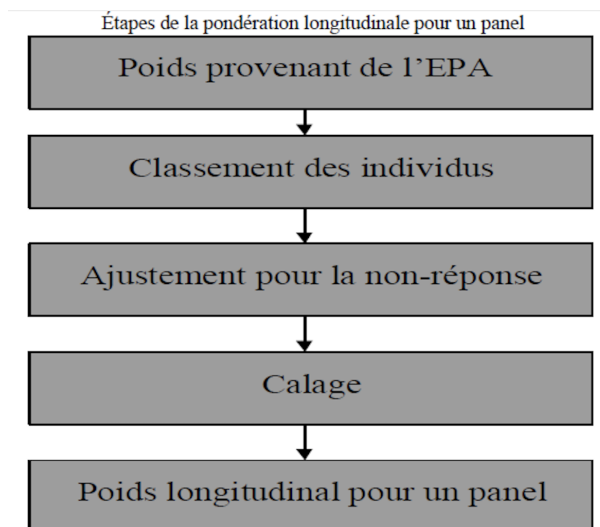 Étapes de la pondération longitudinale pour un panel
Poids provenant de l’EPA
Classement des individus
Ajustement pour la non-réponse
Calage
Poids longitudinal pour un panel